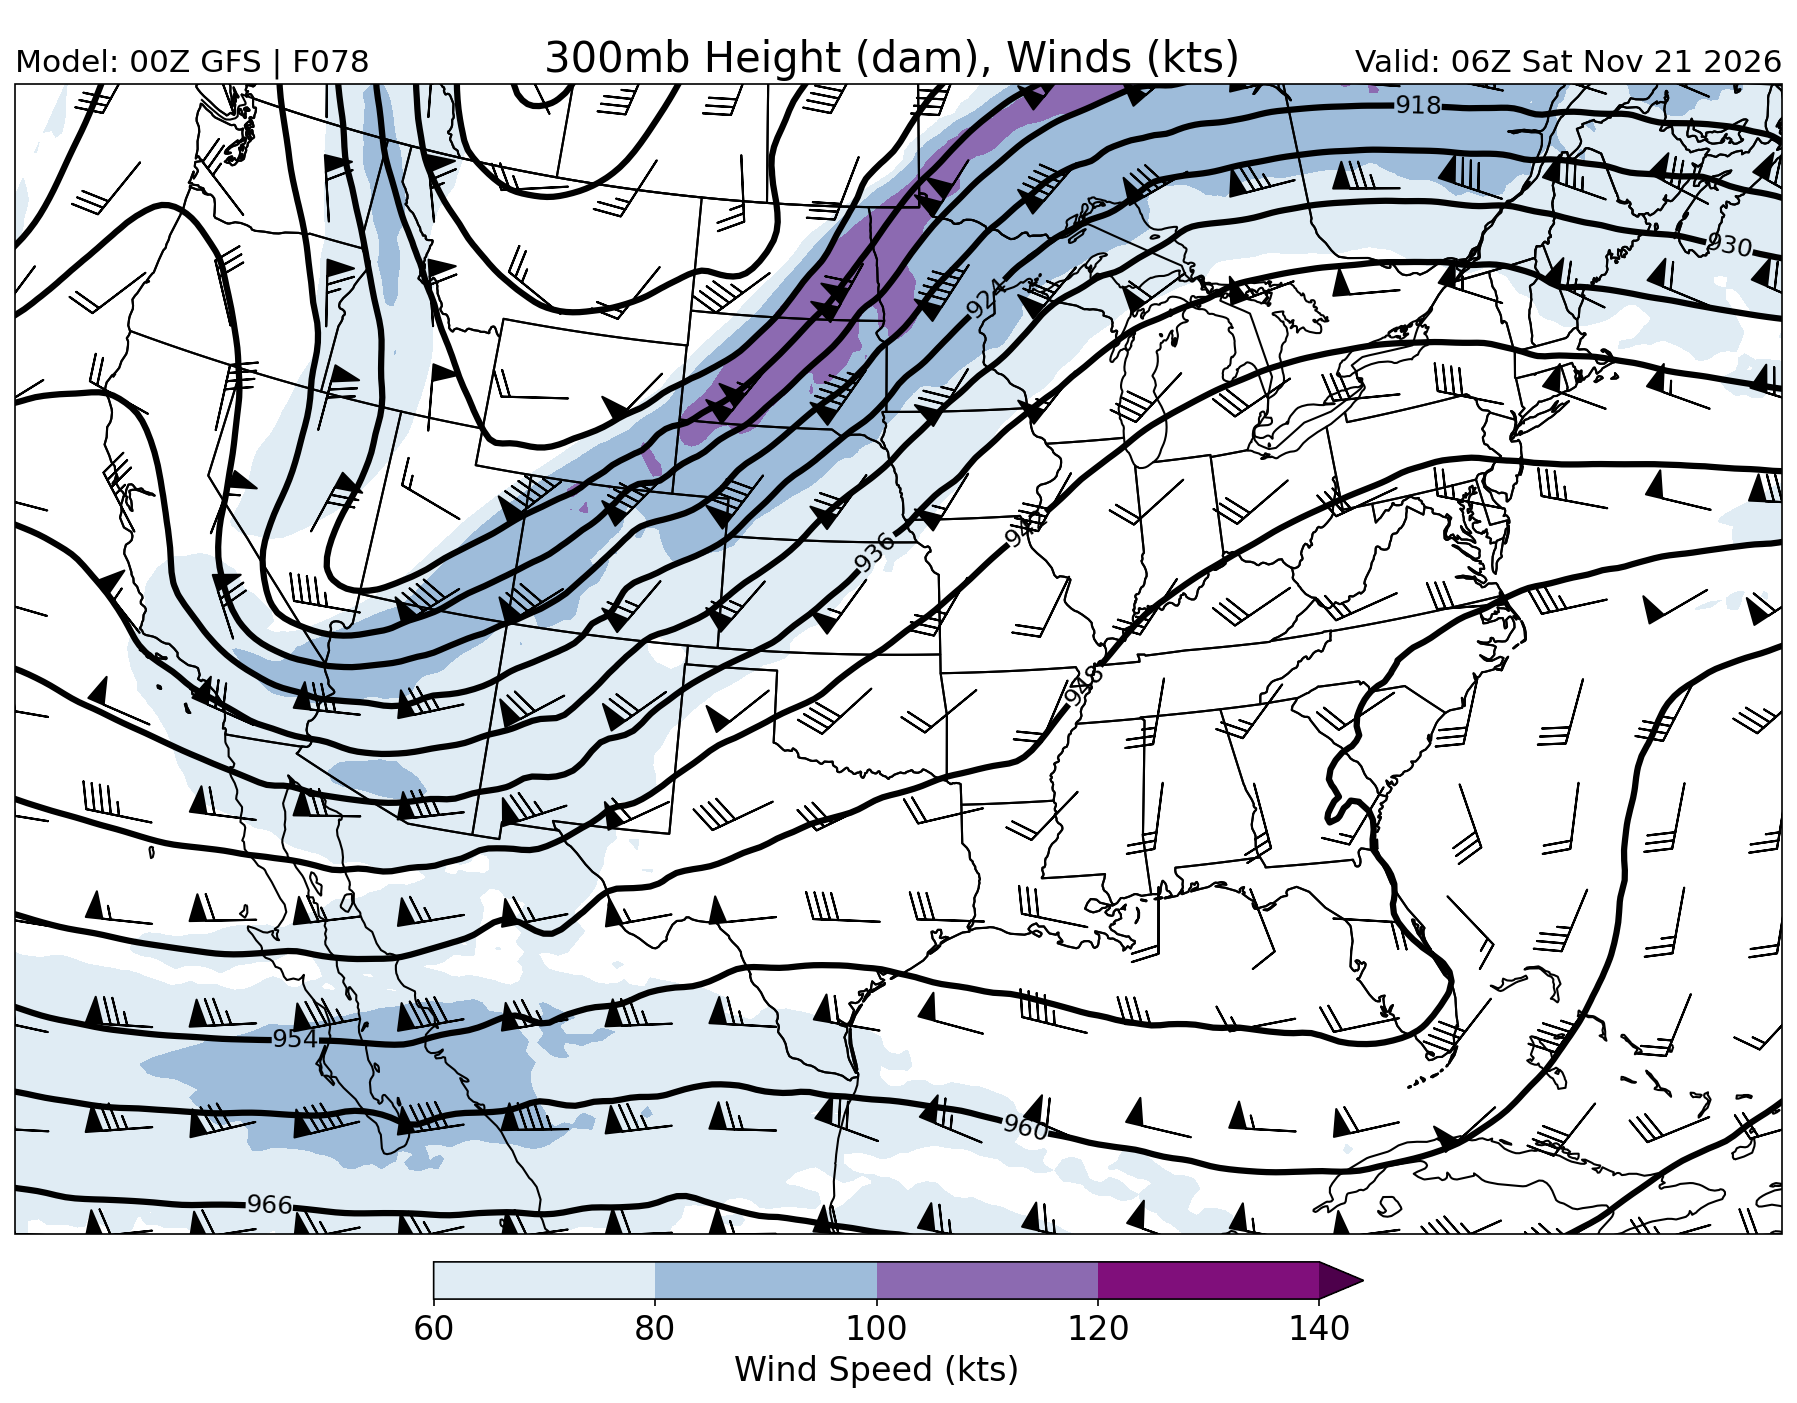 Model: 00Z GFS | F078
300mb Height (dam), Winds (kts)
Valid: 06Z Sat Nov 21 2026
918
930
924
936
948
954
960
966
60 80 100 120 140
Wind Speed (kts)